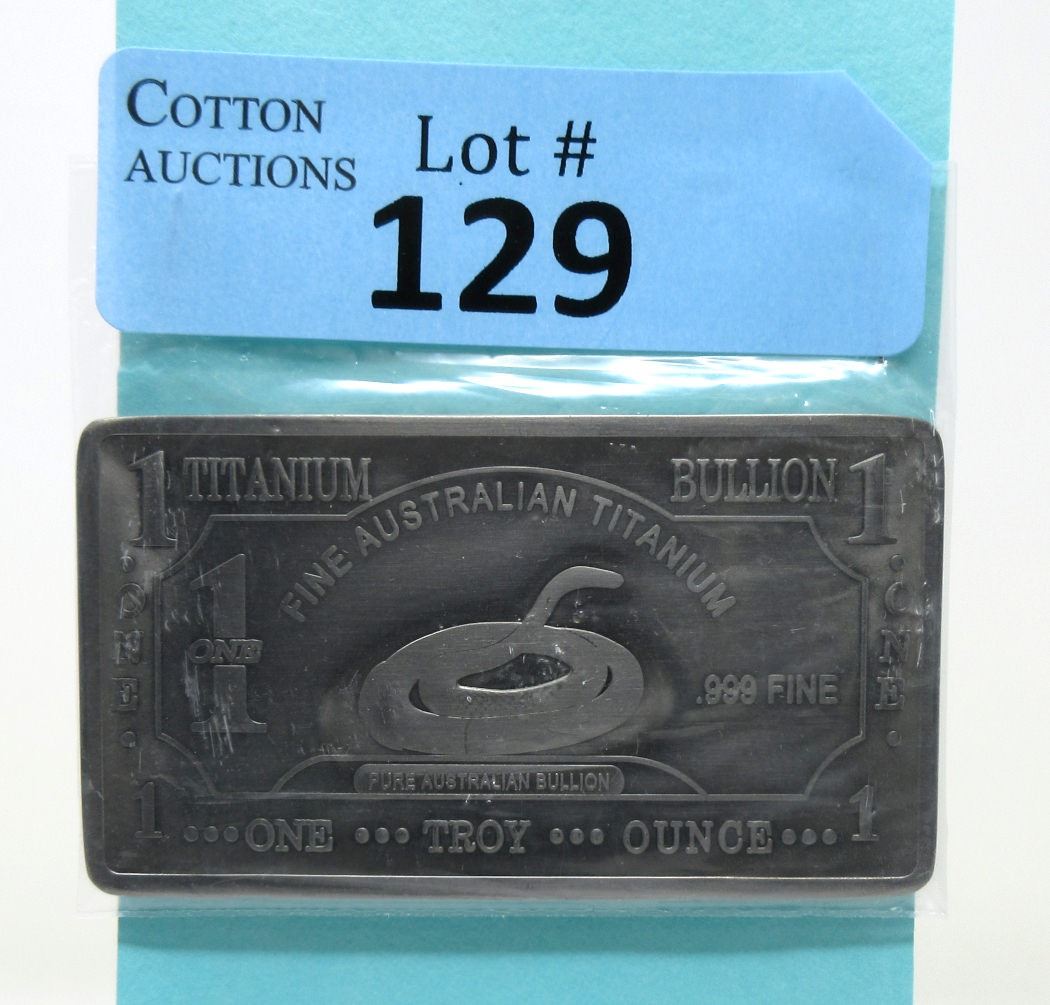 COTTON
AUCTIONS
Lot #
129
1 TITANIUM BULLION 1
FINE AUSTRALIAN TITANIUM
1
ONE
.999 FINE
• ONE •
• ONE •
PURE AUSTRALIAN BULLION
1 •••ONE ••• TROY ••• OUNCE••• 1